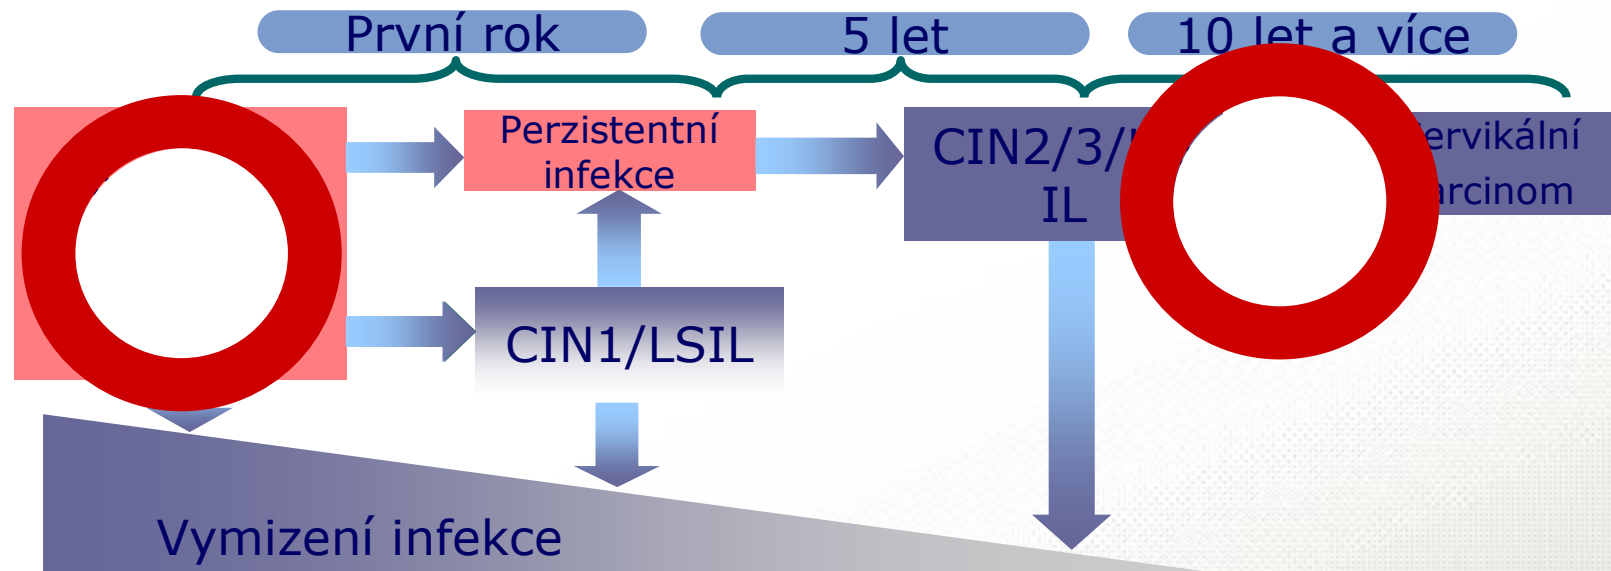 První rok
5 let
10 let a více
Perzistentní
infekce
CIN2/3/
IL
ervikální
arcinom
CIN1/LSIL
Vymizení infekce